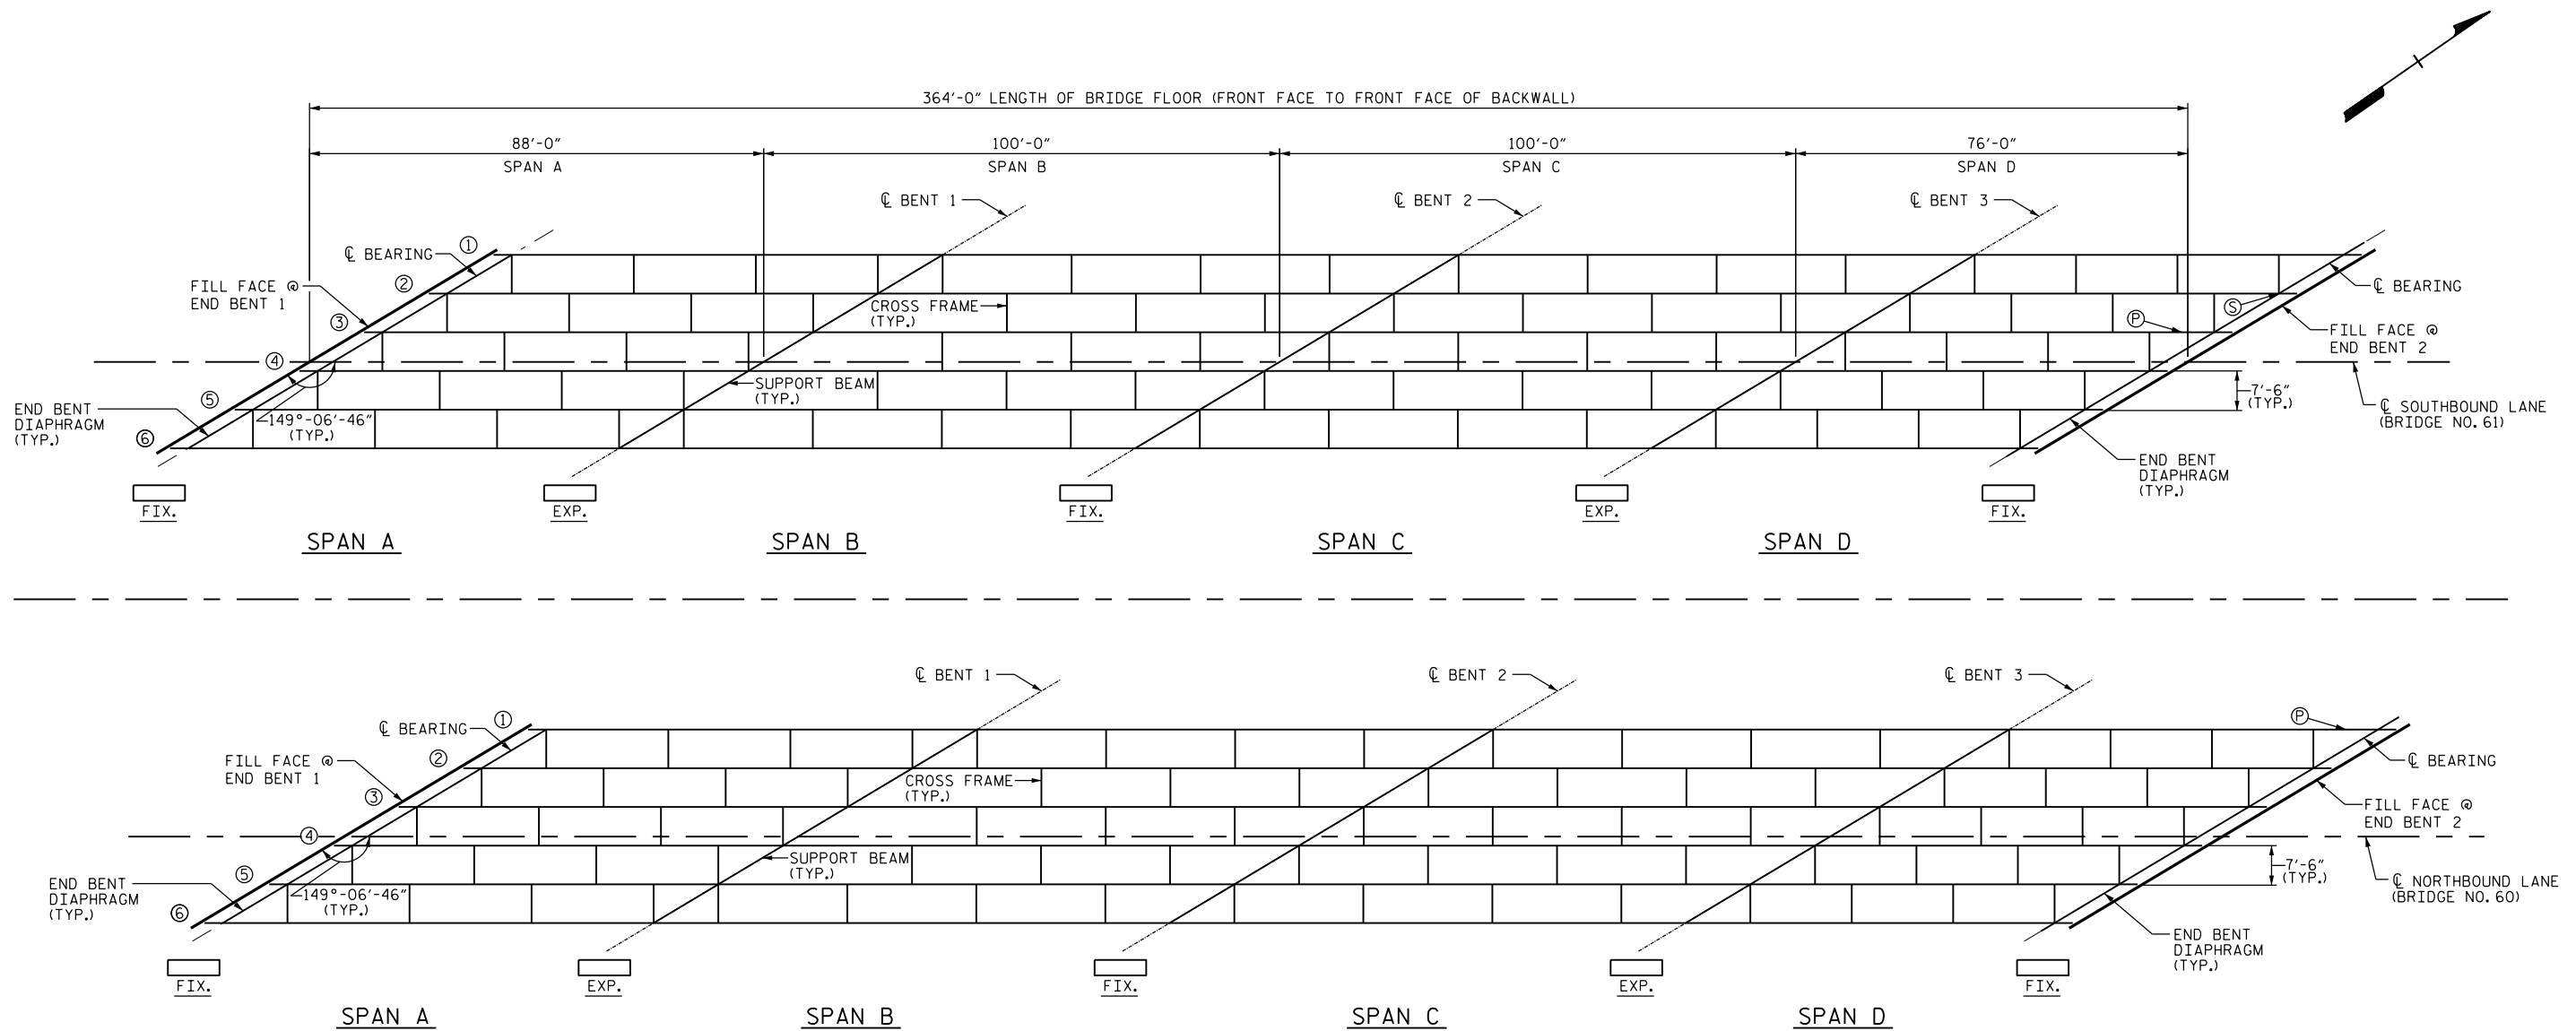 364'-0" LENGTH OF BRIDGE FLOOR (FRONT FACE TO FRONT FACE OF BACKWALL)
88'-0"
SPAN A
100'-0"
SPAN B
100'-0"
SPAN C
76'-0"
SPAN D
℄ BENT 1
℄ BENT 2
℄ BENT 3
℄ BEARING
1
2
3
4
5
6
FILL FACE @
END BENT 1
END BENT
DIAPHRAGM
(TYP.)
149°-06'-46"
(TYP.)
CROSS FRAME
(TYP.)
SUPPORT BEAM
(TYP.)
P
S
℄ BEARING
FILL FACE @
END BENT 2
7'-6"
(TYP.)
℄ SOUTHBOUND LANE
(BRIDGE NO. 61)
END BENT
DIAPHRAGM
(TYP.)
FIX.
EXP.
FIX.
EXP.
FIX.
SPAN A
SPAN B
SPAN C
SPAN D
℄ BENT 1
℄ BENT 2
℄ BENT 3
℄ BEARING
1
2
3
4
5
6
FILL FACE @
END BENT 1
END BENT
DIAPHRAGM
(TYP.)
149°-06'-46"
(TYP.)
CROSS FRAME
(TYP.)
SUPPORT BEAM
(TYP.)
P
℄ BEARING
FILL FACE @
END BENT 2
7'-6"
(TYP.)
℄ NORTHBOUND LANE
(BRIDGE NO. 60)
END BENT
DIAPHRAGM
(TYP.)
FIX.
EXP.
FIX.
EXP.
FIX.
SPAN A
SPAN B
SPAN C
SPAN D